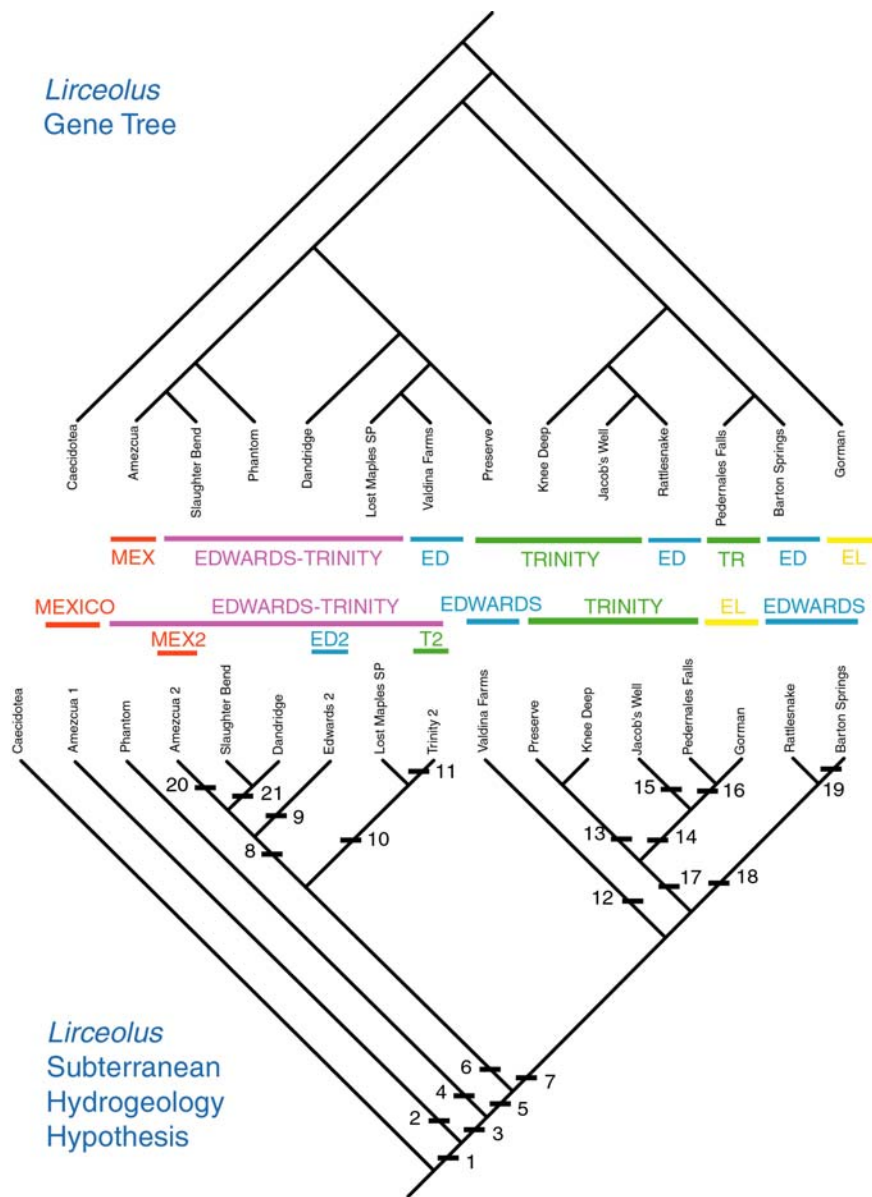 Lirceolus
Gene Tree
Caecidotea
Amezcua
Slaughter Bend
Phantom
Dandridge
Lost Maples SP
Valdina Farms
Preserve
Knee Deep
Jacob's Well
Rattlesnake
Pedernales Falls
Barton Springs
Gorman
MEX EDWARDS-TRINITY ED TRINITY ED TR ED EL
MEXICO EDWARDS-TRINITY EDWARDS TRINITY EL EDWARDS
MEX2 ED2 T2
Caecidotea
Amezcua 1
Phantom
Amezcua 2
Slaughter Bend
Dandridge
Edwards 2
Lost Maples SP
Trinity 2
Valdina Farms
Preserve
Knee Deep
Jacob's Well
Pedernales Falls
Gorman
Rattlesnake
Barton Springs
20 21 11 15 16 19
9
8 10 13 14
12 17 18
Lirceolus
Subterranean
Hydrogeology
Hypothesis
6 7
4 5
2 3
1